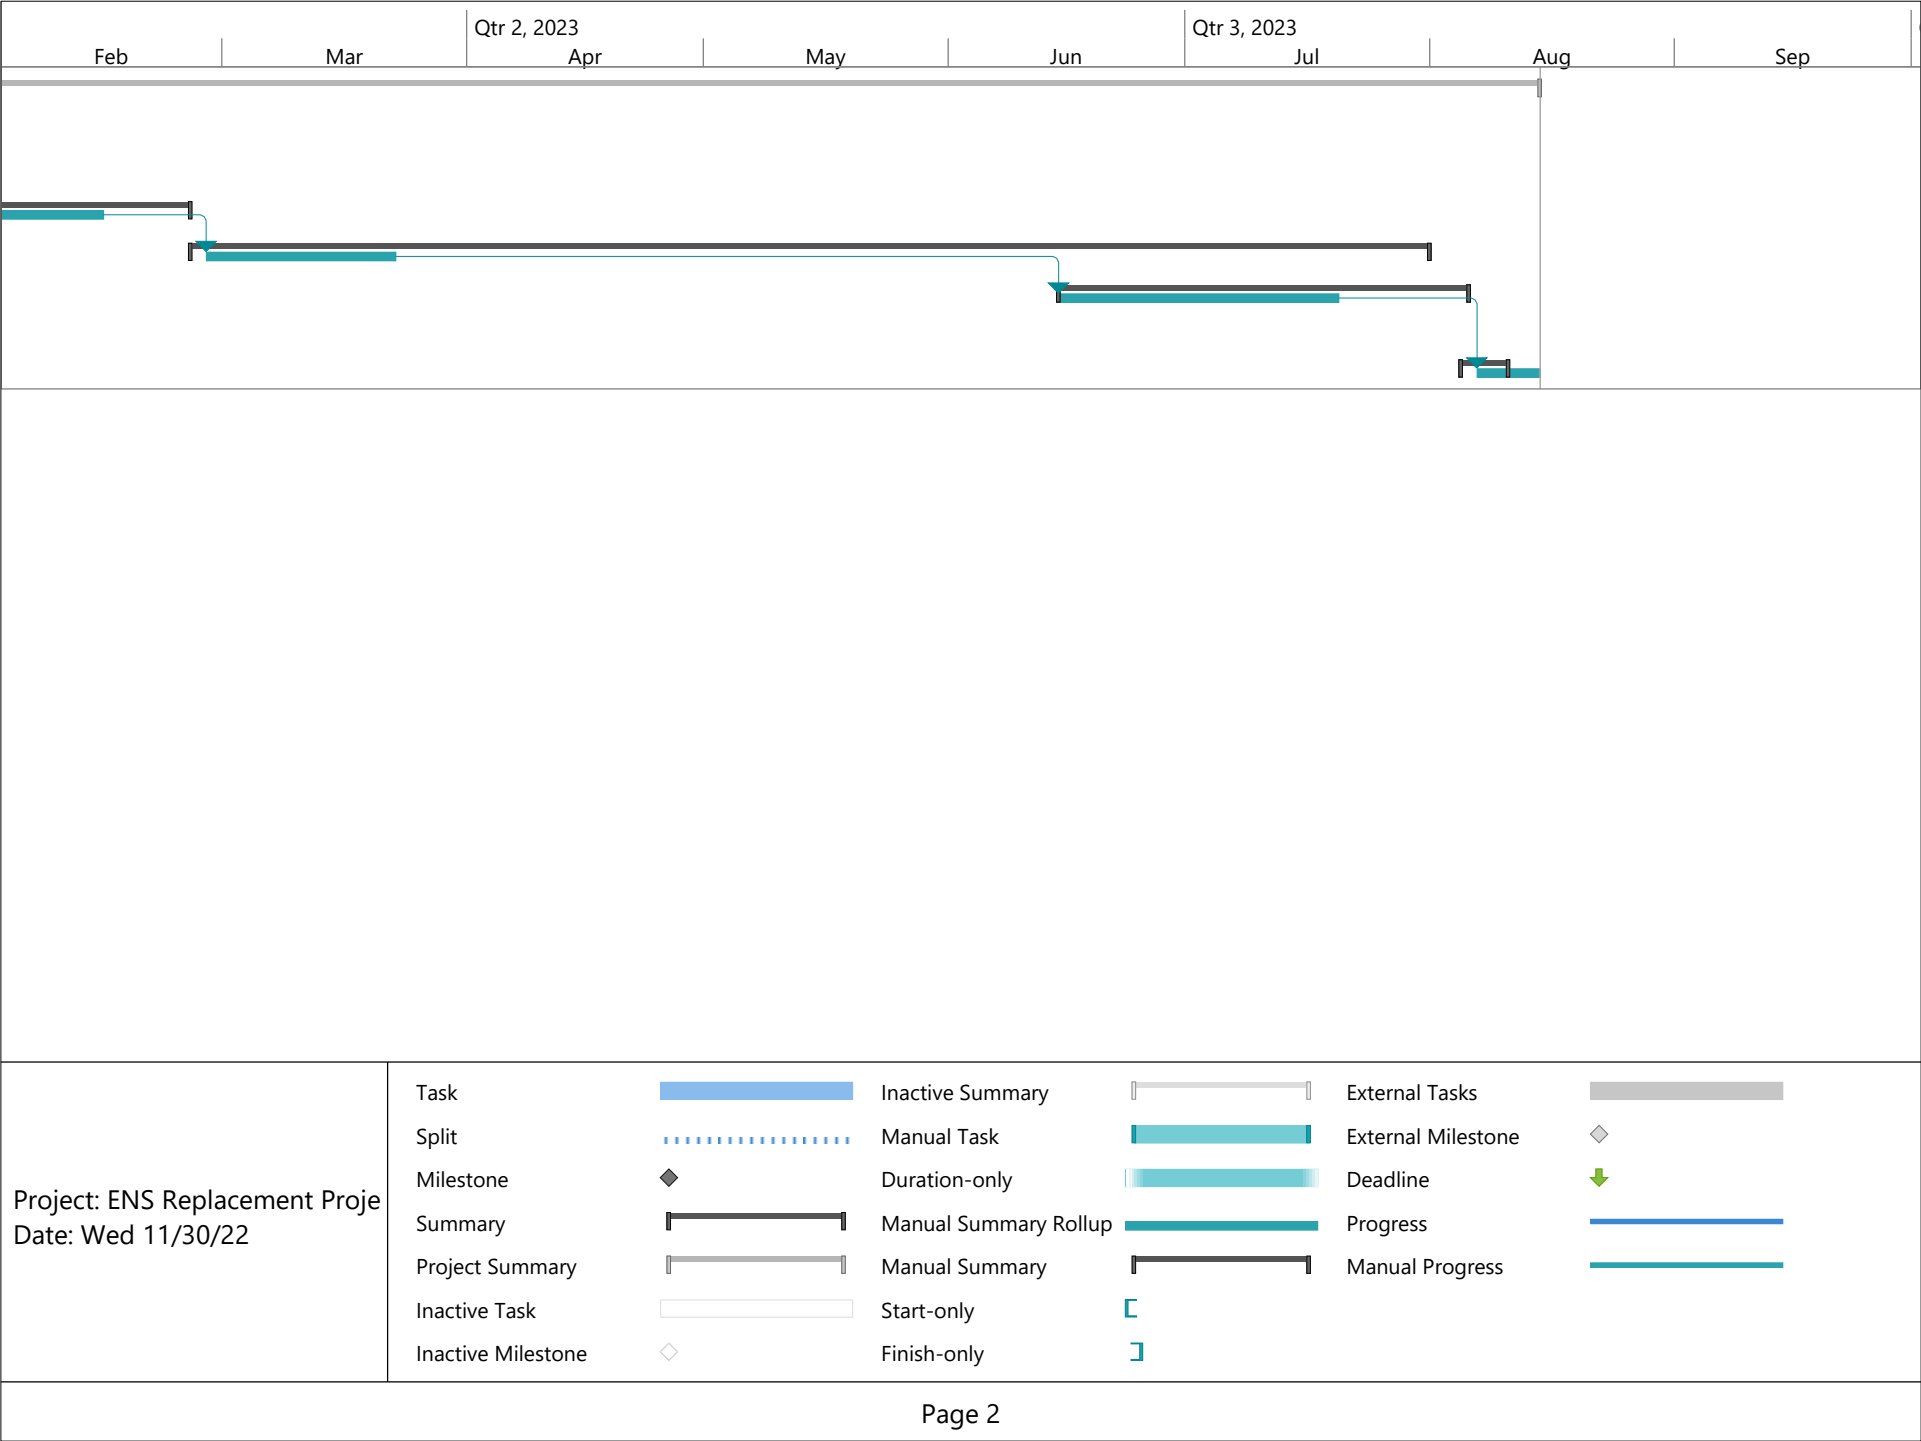 Qtr 2, 2023 Qtr 3, 2023
Feb Mar Apr May Jun Jul Aug Sep
Project: ENS Replacement Proje
Date: Wed 11/30/22
Task
Split
Milestone
Summary
Project Summary
Inactive Task
Inactive Milestone
Inactive Summary
Manual Task
Duration-only
Manual Summary Rollup
Manual Summary
Start-only
Finish-only
External Tasks
External Milestone
Deadline
Progress
Manual Progress
Page 2